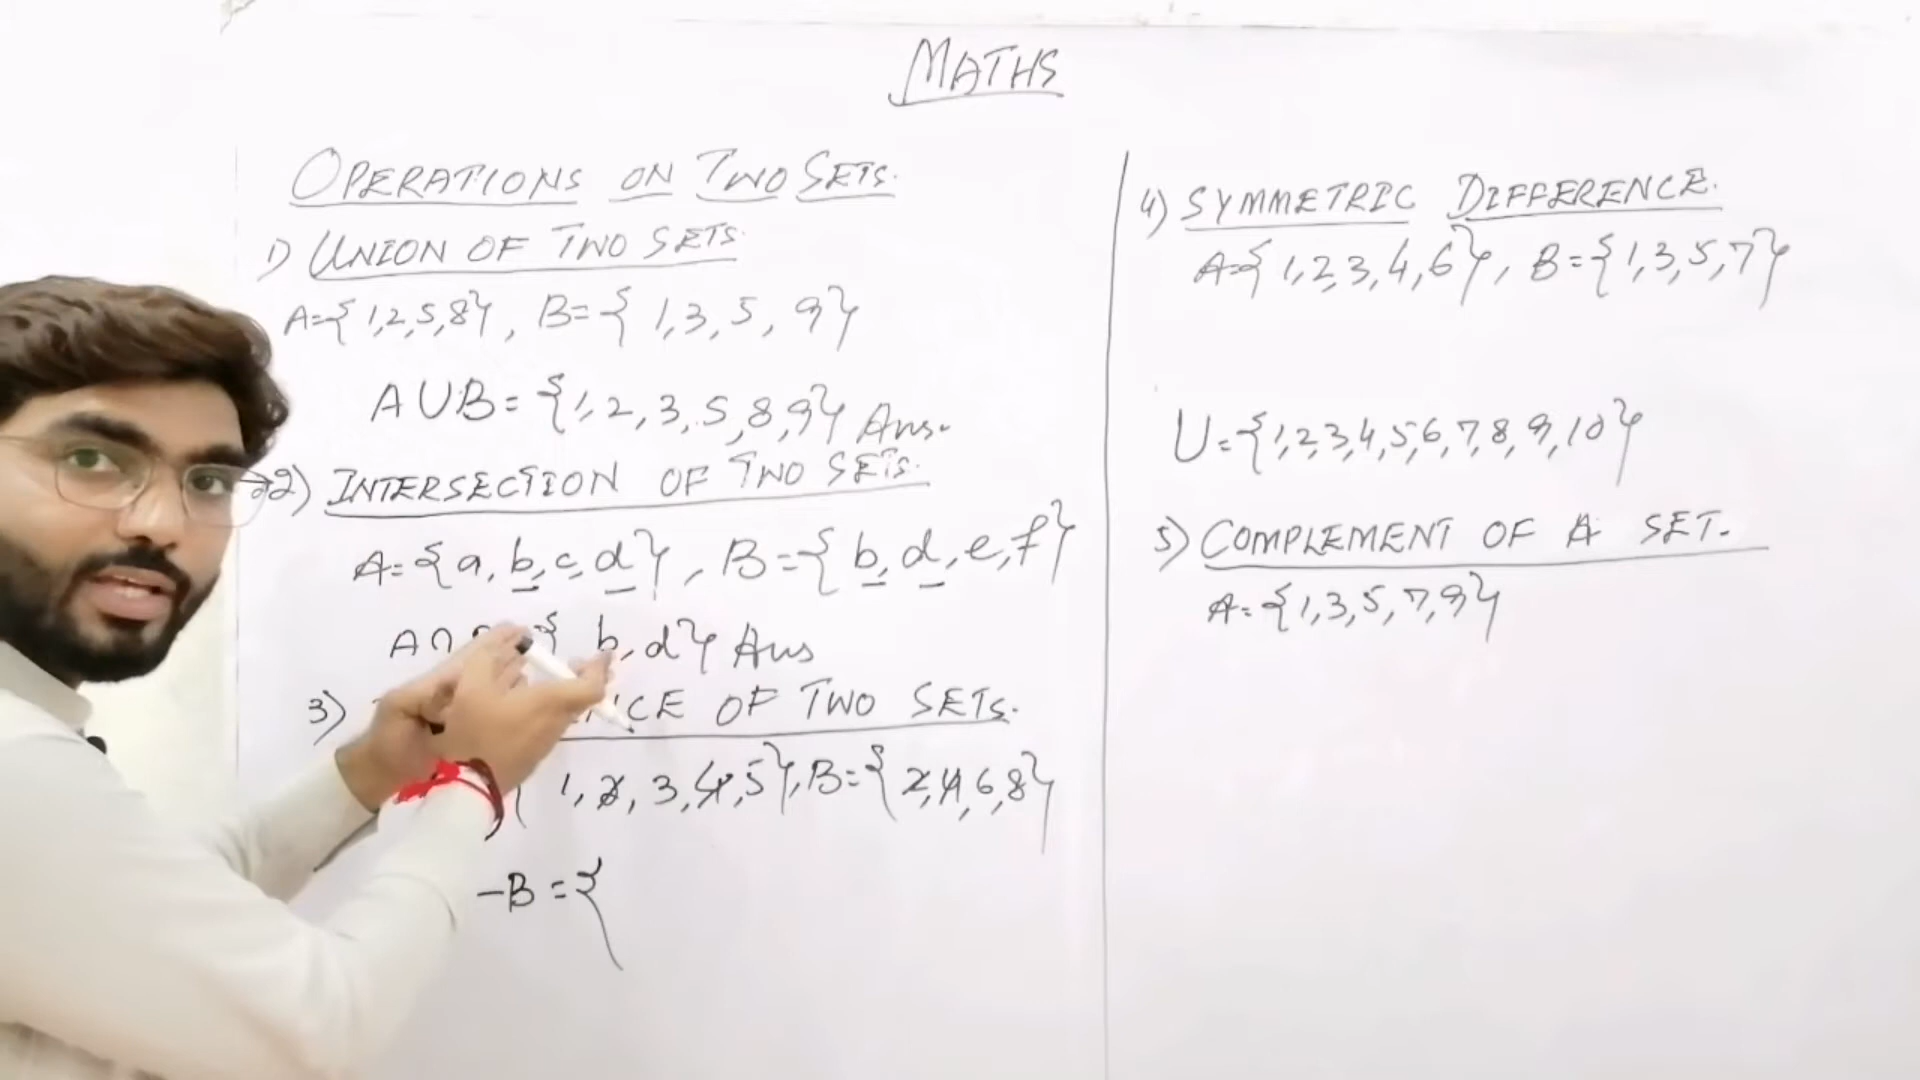 MATHS
OPERATIONS ON TWO SETS.
1) UNION OF TWO SETS.
A={1,2,5,8}, B={1,3,5,9}
A∪B={1,2,3,5,8,9} Ans.
2) INTERSECTION OF TWO SETS.
A={a,b,c,d}, B={b,d,e,f}
A∩ { b,d} Ans
3) OF TWO SETS.
1,2,3,4,5}, B={2,4,6,8}
-B={
4) SYMMETRIC DIFFERENCE.
A={1,2,3,4,6}, B={1,3,5,7}
U={1,2,3,4,5,6,7,8,9,10}
5) COMPLEMENT OF A SET.
A={1,3,5,7,9}